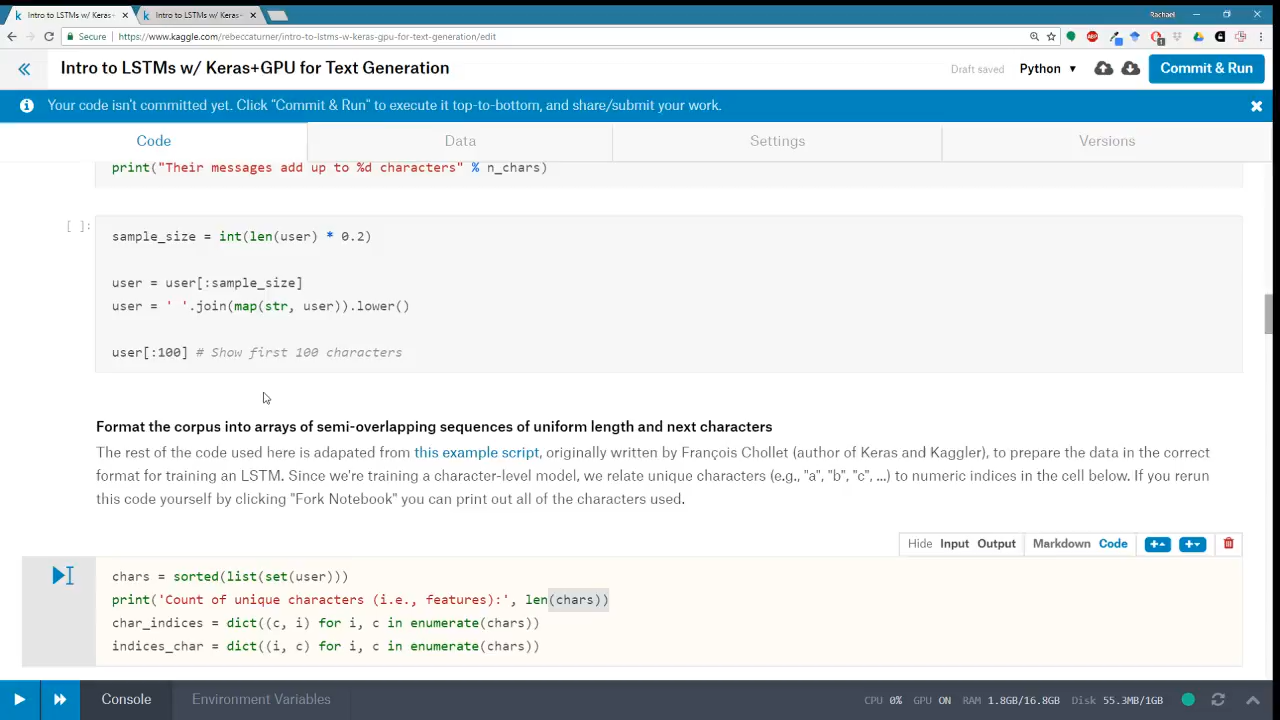 Intro to LSTMs w/ Keras+
Intro to LSTMs w/ Keras+
Rachael
Secure
https://www.kaggle.com/rebeccaturner/intro-to-lstms-w-keras-gpu-for-text-generation/edit
Intro to LSTMs w/ Keras+GPU for Text Generation
Draft saved
Python
Commit & Run
Your code isn't committed yet. Click "Commit & Run" to execute it top-to-bottom, and share/submit your work.
Code
Data
Settings
Versions
print("Their messages add up to %d characters" % n_chars)
[ ]:
sample_size = int(len(user) * 0.2)
user = user[:sample_size]
user = ' '.join(map(str, user)).lower()
user[:100] # Show first 100 characters
Format the corpus into arrays of semi-overlapping sequences of uniform length and next characters
The rest of the code used here is adapated from this example script, originally written by François Chollet (author of Keras and Kaggler), to prepare the data in the correct
format for training an LSTM. Since we're training a character-level model, we relate unique characters (e.g., "a", "b", "c", ...) to numeric indices in the cell below. If you rerun
this code yourself by clicking "Fork Notebook" you can print out all of the characters used.
Hide Input Output Markdown Code
chars = sorted(list(set(user)))
print('Count of unique characters (i.e., features):', len(chars))
char_indices = dict((c, i) for i, c in enumerate(chars))
indices_char = dict((i, c) for i, c in enumerate(chars))
Console
Environment Variables
CPU 0% GPU ON RAM 1.8GB/16.8GB Disk 55.3MB/1GB